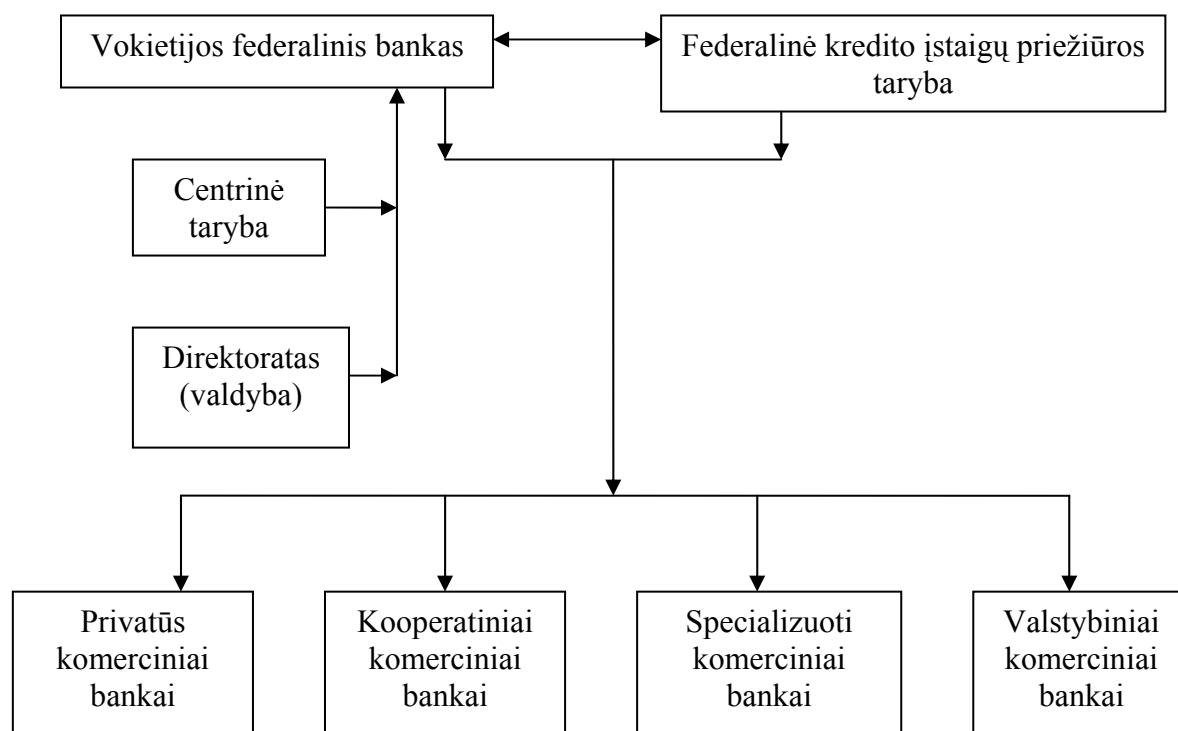 Vokietijos federalinis bankas
Federalinė kredito įstaigų priežiūros
taryba
Centrinė
taryba
Direktoratas
(valdyba)
Privatūs
komerciniai
bankai
Kooperatiniai
komerciniai
bankai
Specializuoti
komerciniai
bankai
Valstybiniai
komerciniai
bankai